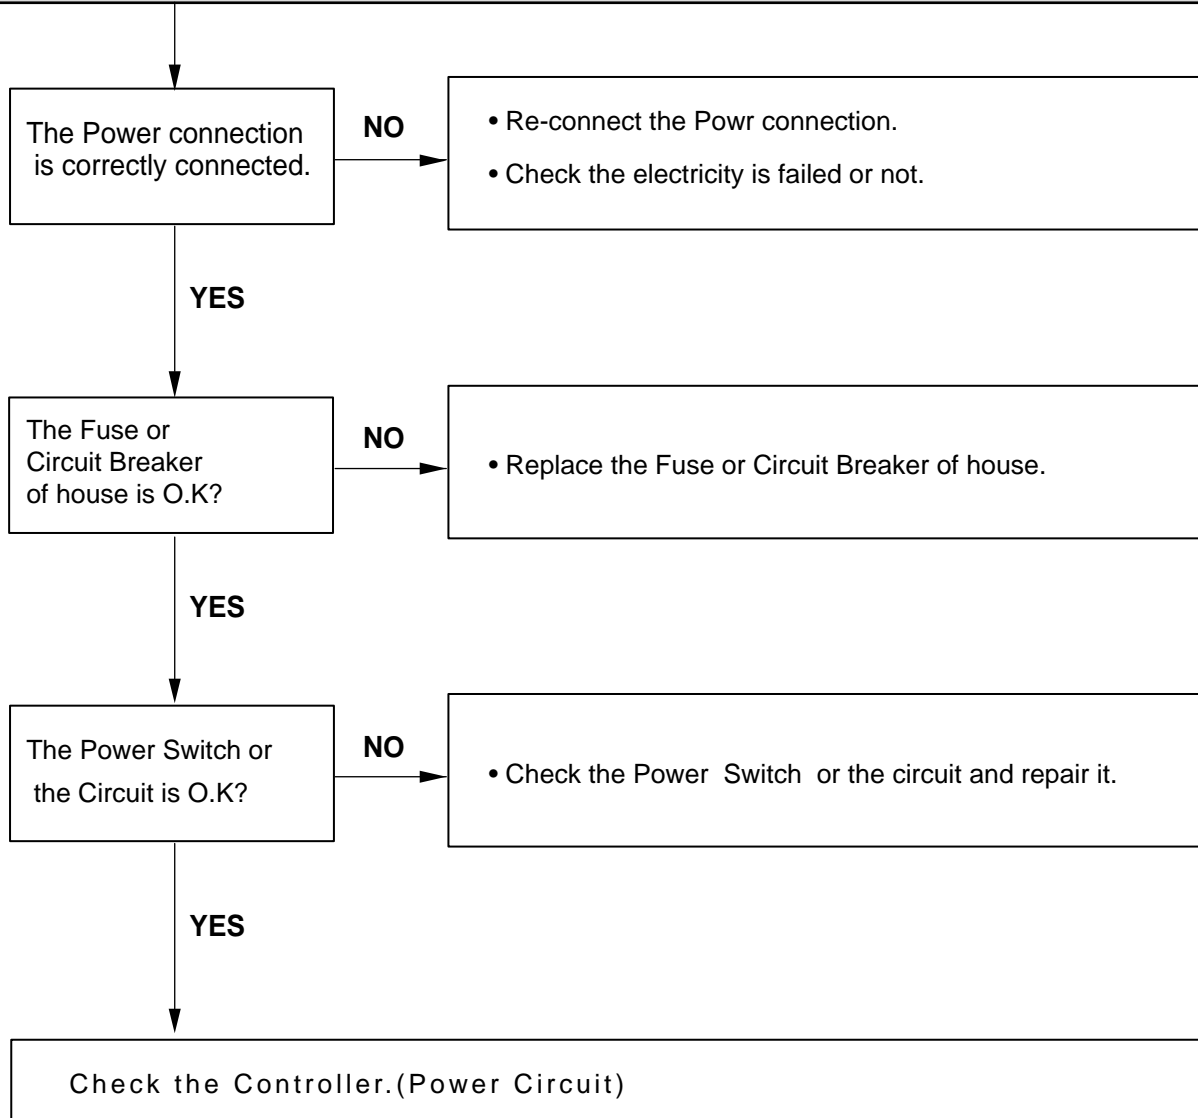 The Power connection
is correctly connected.
NO
• Re-connect the Powr connection.
• Check the electricity is failed or not.
YES
The Fuse or
Circuit Breaker
of house is O.K?
NO
• Replace the Fuse or Circuit Breaker of house.
YES
The Power Switch or
the Circuit is O.K?
NO
• Check the Power Switch or the circuit and repair it.
YES
Check the Controller.(Power Circuit)